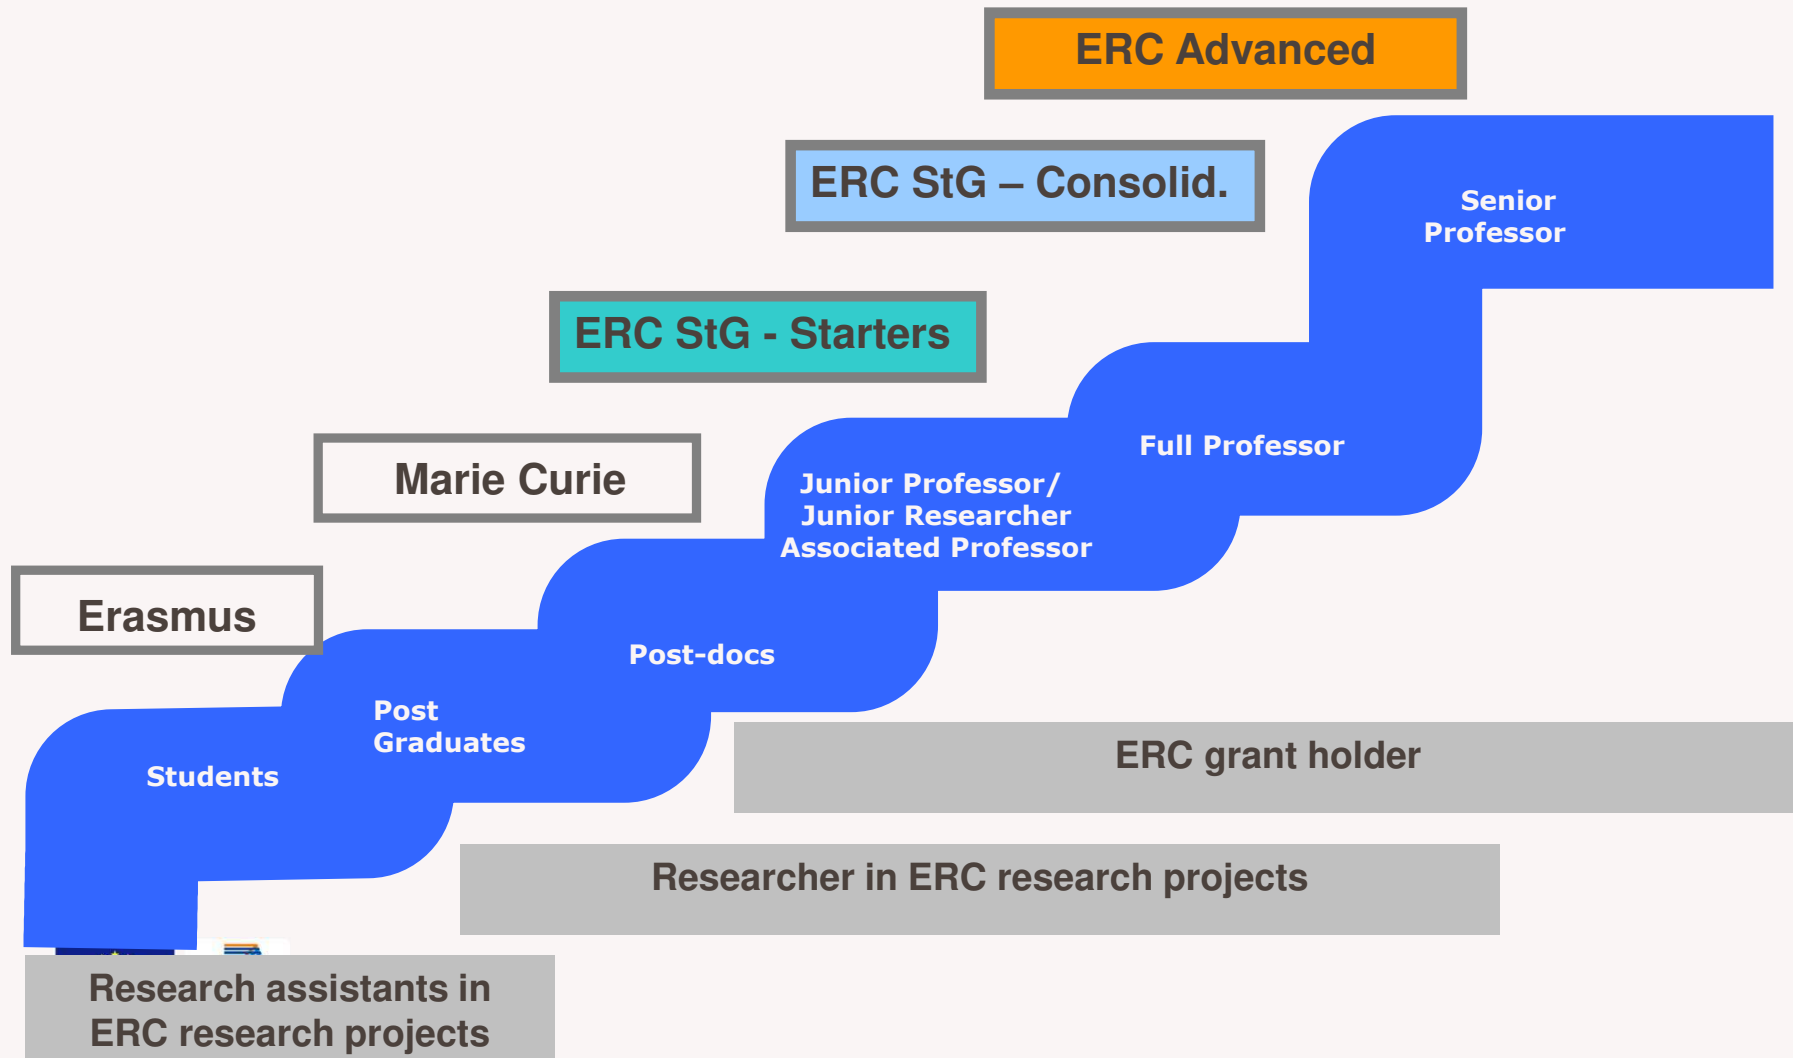 ERC Advanced
ERC StG – Consolid.
Senior
Professor
ERC StG - Starters
Full Professor
Marie Curie
Junior Professor/
Junior Researcher
Associated Professor
Erasmus
Post-docs
Post
Graduates
Students
ERC grant holder
Researcher in ERC research projects
Research assistants in
ERC research projects